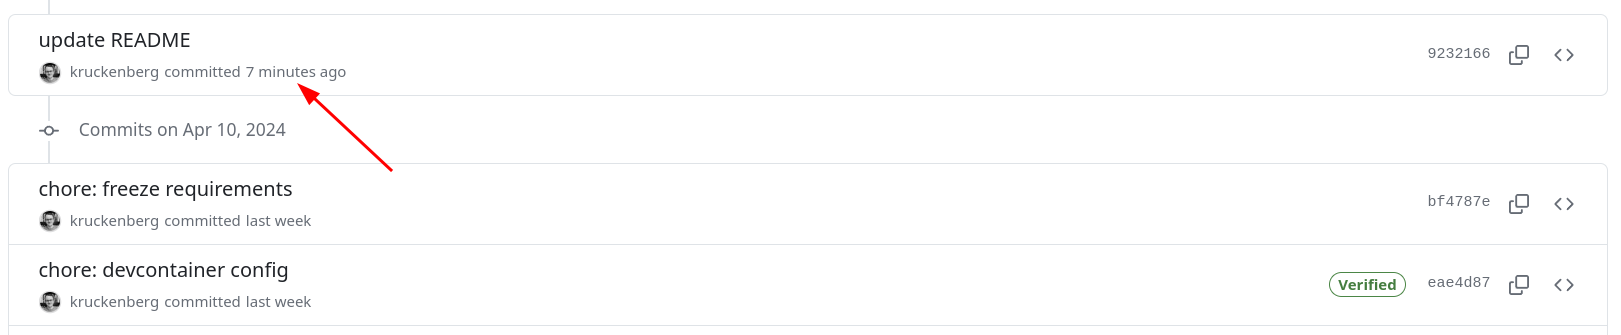 update README
kruckenberg committed 7 minutes ago
9232166
Commits on Apr 10, 2024
chore: freeze requirements
kruckenberg committed last week
bf4787e
chore: devcontainer config
kruckenberg committed last week
Verified
eae4d87